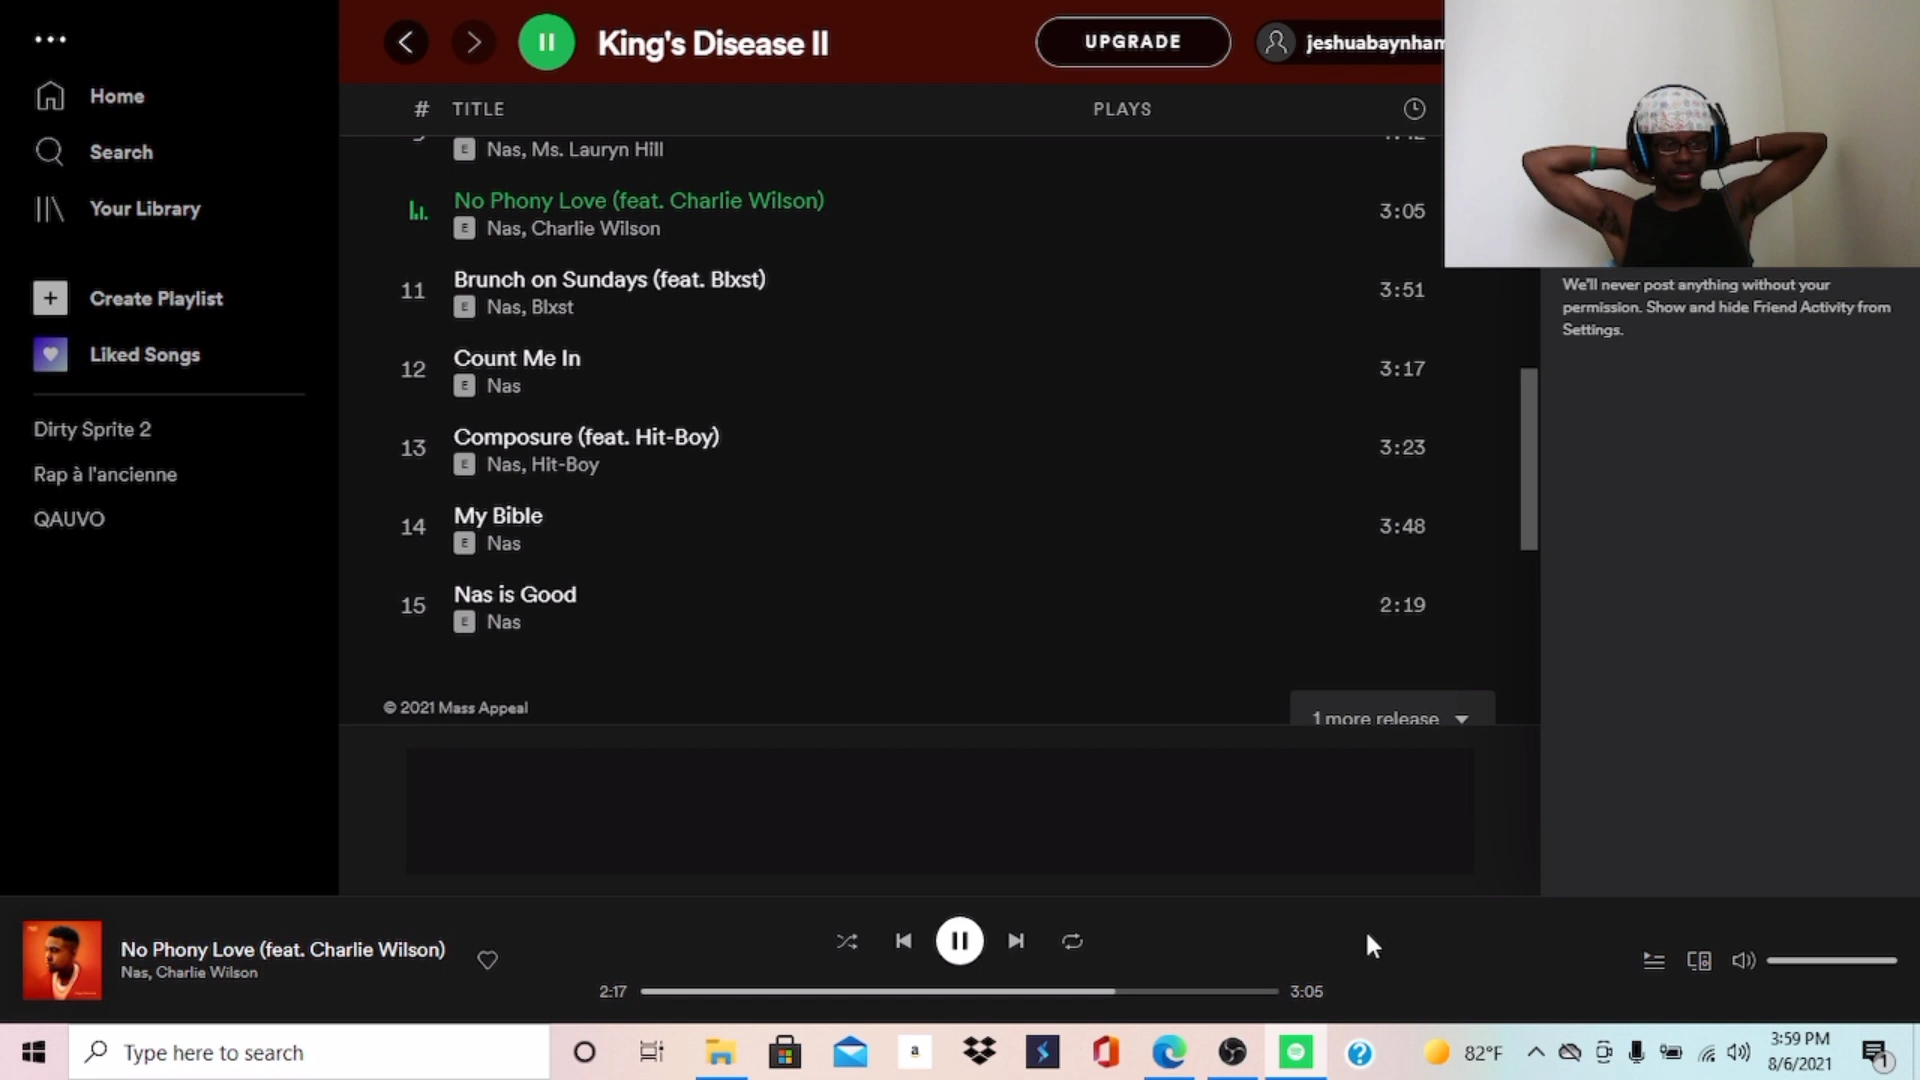 King's Disease II
UPGRADE
jeshuabaynham
Home
Search
Your Library
Create Playlist
Liked Songs
Dirty Sprite 2
Rap à l'ancienne
QAUVO
# TITLE PLAYS
E Nas, Ms. Lauryn Hill
No Phony Love (feat. Charlie Wilson) 3:05
E Nas, Charlie Wilson
11 Brunch on Sundays (feat. Blxst) 3:51
E Nas, Blxst
12 Count Me In 3:17
E Nas
13 Composure (feat. Hit-Boy) 3:23
E Nas, Hit-Boy
14 My Bible 3:48
E Nas
15 Nas is Good 2:19
E Nas
© 2021 Mass Appeal
1 more release
We'll never post anything without your
permission. Show and hide Friend Activity from
Settings.
No Phony Love (feat. Charlie Wilson)
Nas, Charlie Wilson
2:17 3:05
Type here to search
a
82°F
3:59 PM
8/6/2021
1